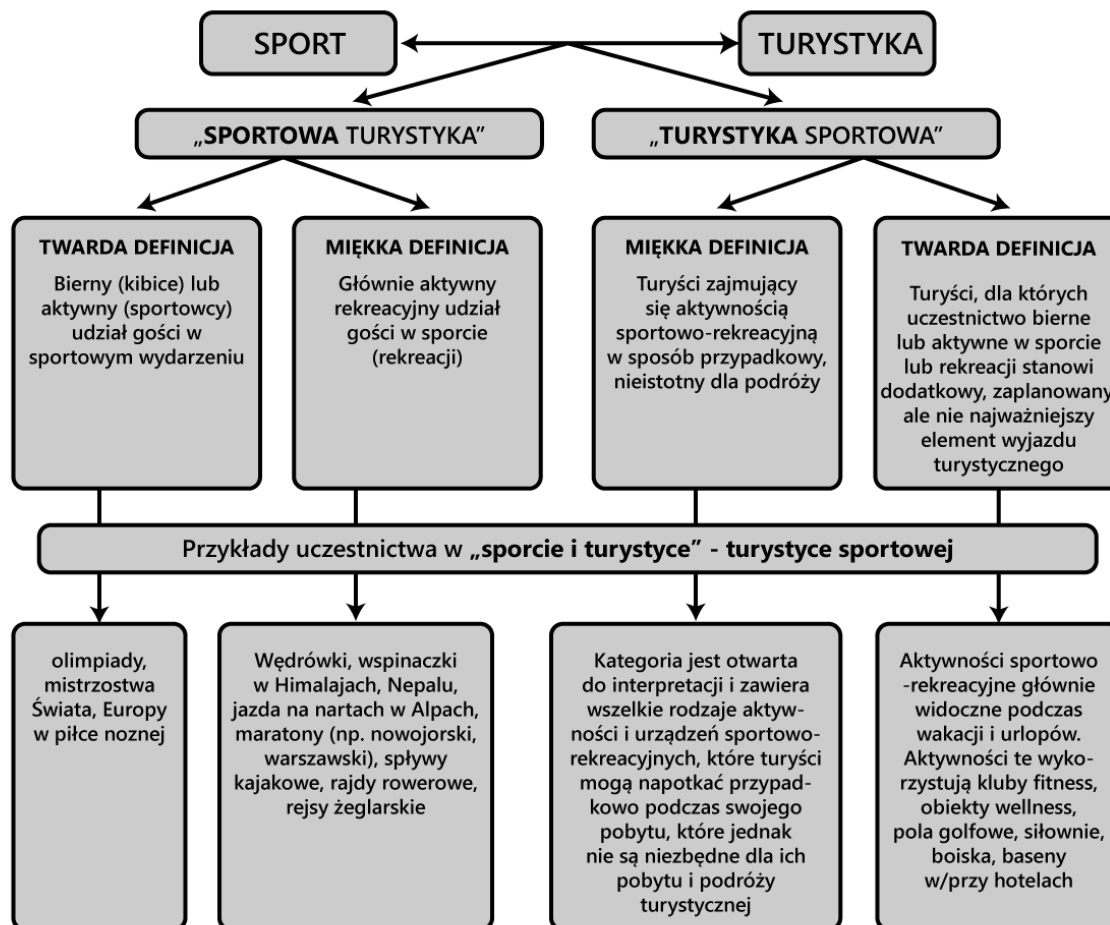 SPORT
TURYSTYKA
„SPORTOWA TURYSTYKA”
„TURYSTYKA SPORTOWA”
TWARDA DEFINICJA
Bierny (kibice) lub
aktywny (sportowcy)
udział gości w
sportowym wydarzeniu
MIĘKKA DEFINICJA
Głównie aktywny
rekreacyjny udział
gości w sporcie
(rekreacji)
MIĘKKA DEFINICJA
Turyści zajmujący
się aktywnością
sportowo-rekreacyjną
w sposób przypadkowy,
nieistotny dla podróży
TWARDA DEFINICJA
Turyści, dla których
uczestnictwo bierne
lub aktywne w sporcie
lub rekreacji stanowi
dodatkowy, zaplanowany
ale nie najważniejszy
element wyjazdu
turystycznego
Przykłady uczestnictwa w „sporcie i turystyce” - turystyce sportowej
olimpiady,
mistrzostwa
Świata, Europy
w piłce noznej
Wędrówki, wspinaczki
w Himalajach, Nepalu,
jazda na nartach w Alpach,
maratony (np. nowojorski,
warszawski), spływy
kajakowe, rajdy rowerowe,
rejsy żeglarskie
Kategoria jest otwarta
do interpretacji i zawiera
wszelkie rodzaje aktyw-
ności i urządzeń sportowo-
rekreacyjnych, które turyści
mogą napotkać przypad-
kowo podczas swojego
pobytu, które jednak
nie są niezbędne dla ich
pobytu i podróży
turystycznej
Aktywności sportowo
-rekreacyjne głównie
widoczne podczas
wakacji i urlopów.
Aktywności te wyko-
rzystują kluby fitness,
obiekty wellness,
pola golfowe, siłownie,
boiska, baseny
w/przy hotelach